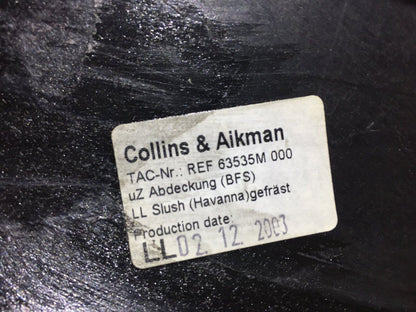 Collins & Aikman
TAC-Nr.: REF 63535M 000
uZ Abdeckung (BFS)
LL Slush (Havanna)gefräst
Production date:
LL 02. 12. 2003